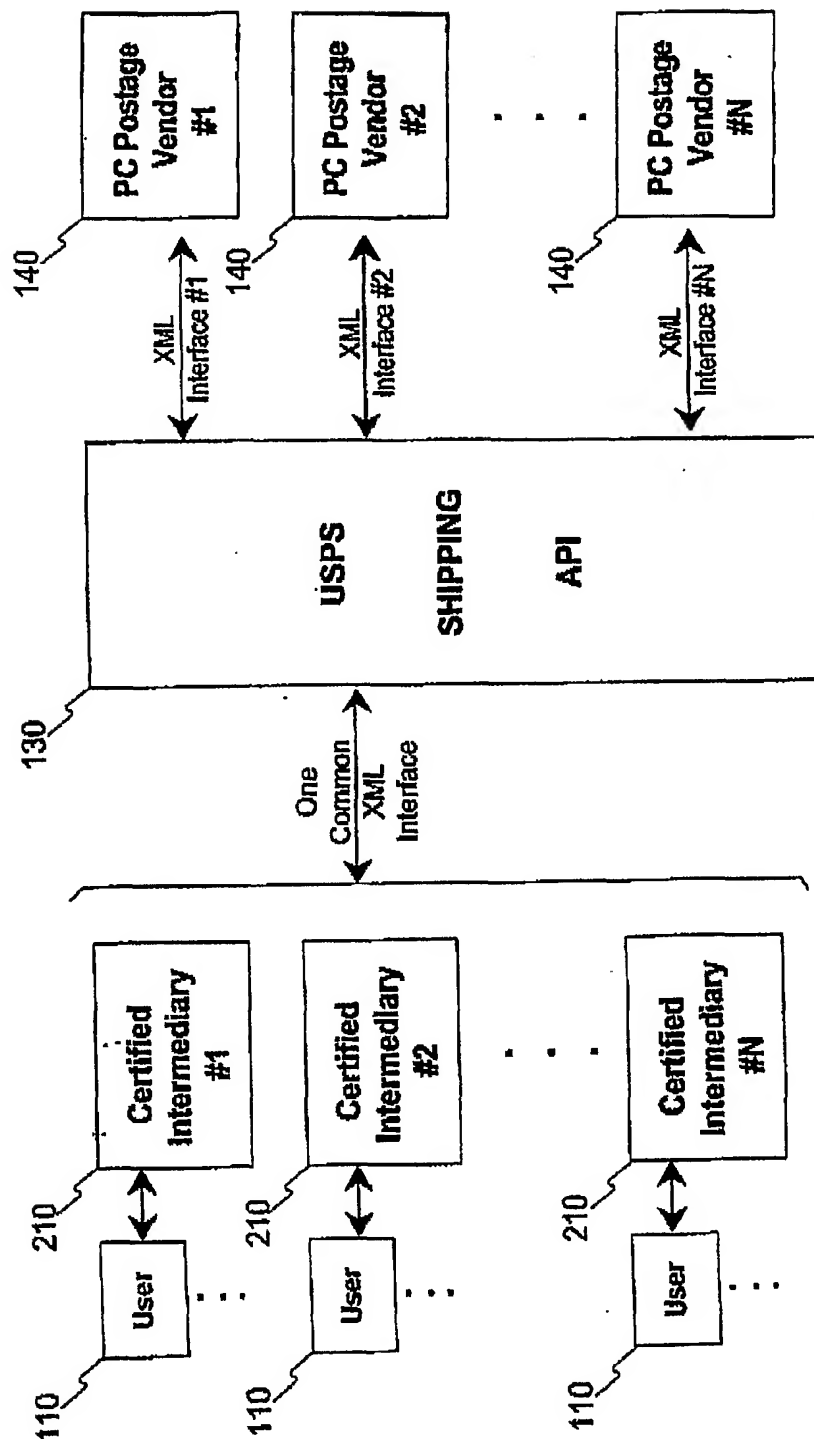 110
User
210
Certified
Intermediary
#1
110
User
210
Certified
Intermediary
#2
110
User
210
Certified
Intermediary
#N
One
Common
XML
Interface
130
USPS
SHIPPING
API
XML
Interface #1
XML
Interface #2
XML
Interface #N
140
PC Postage
Vendor
#1
140
PC Postage
Vendor
#2
140
PC Postage
Vendor
#N